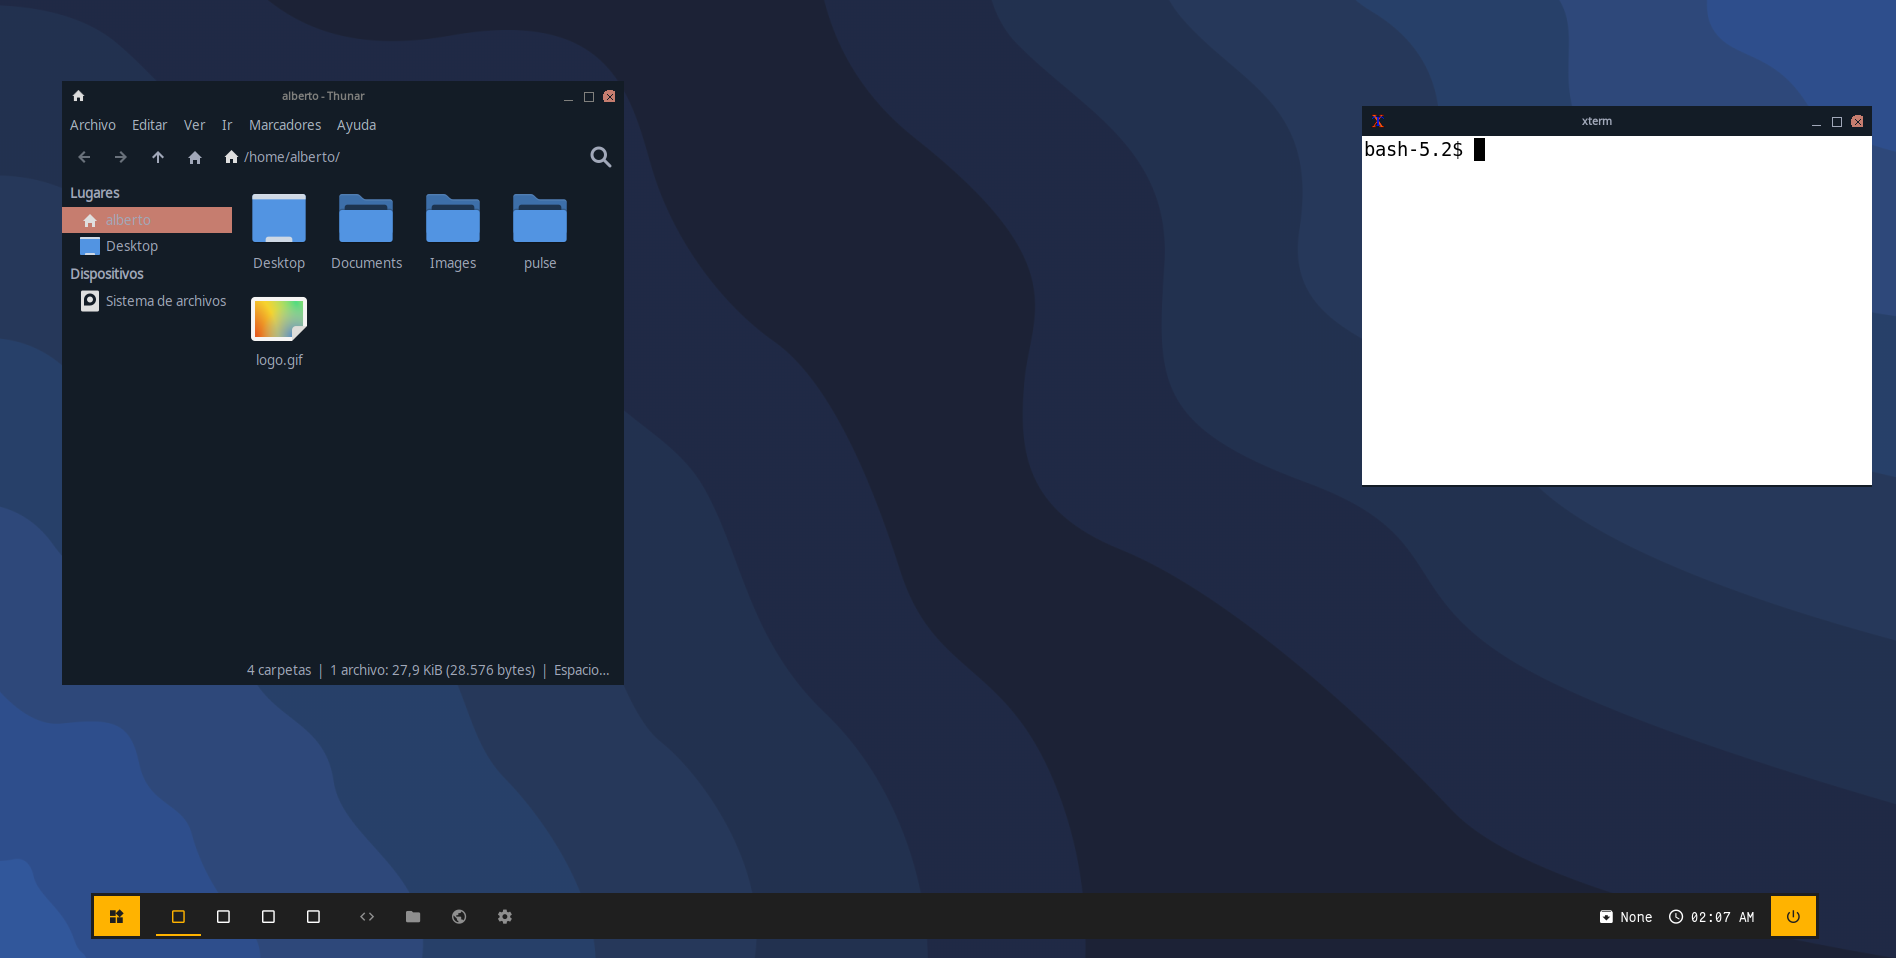 alberto - Thunar
Archivo Editar Ver Ir Marcadores Ayuda
/home/alberto/
Lugares
alberto
Desktop
Dispositivos
Sistema de archivos
Desktop Documents Images pulse
logo.gif
4 carpetas | 1 archivo: 27,9 KiB (28.576 bytes) | Espacio...
xterm
bash-5.2$
None 02:07 AM